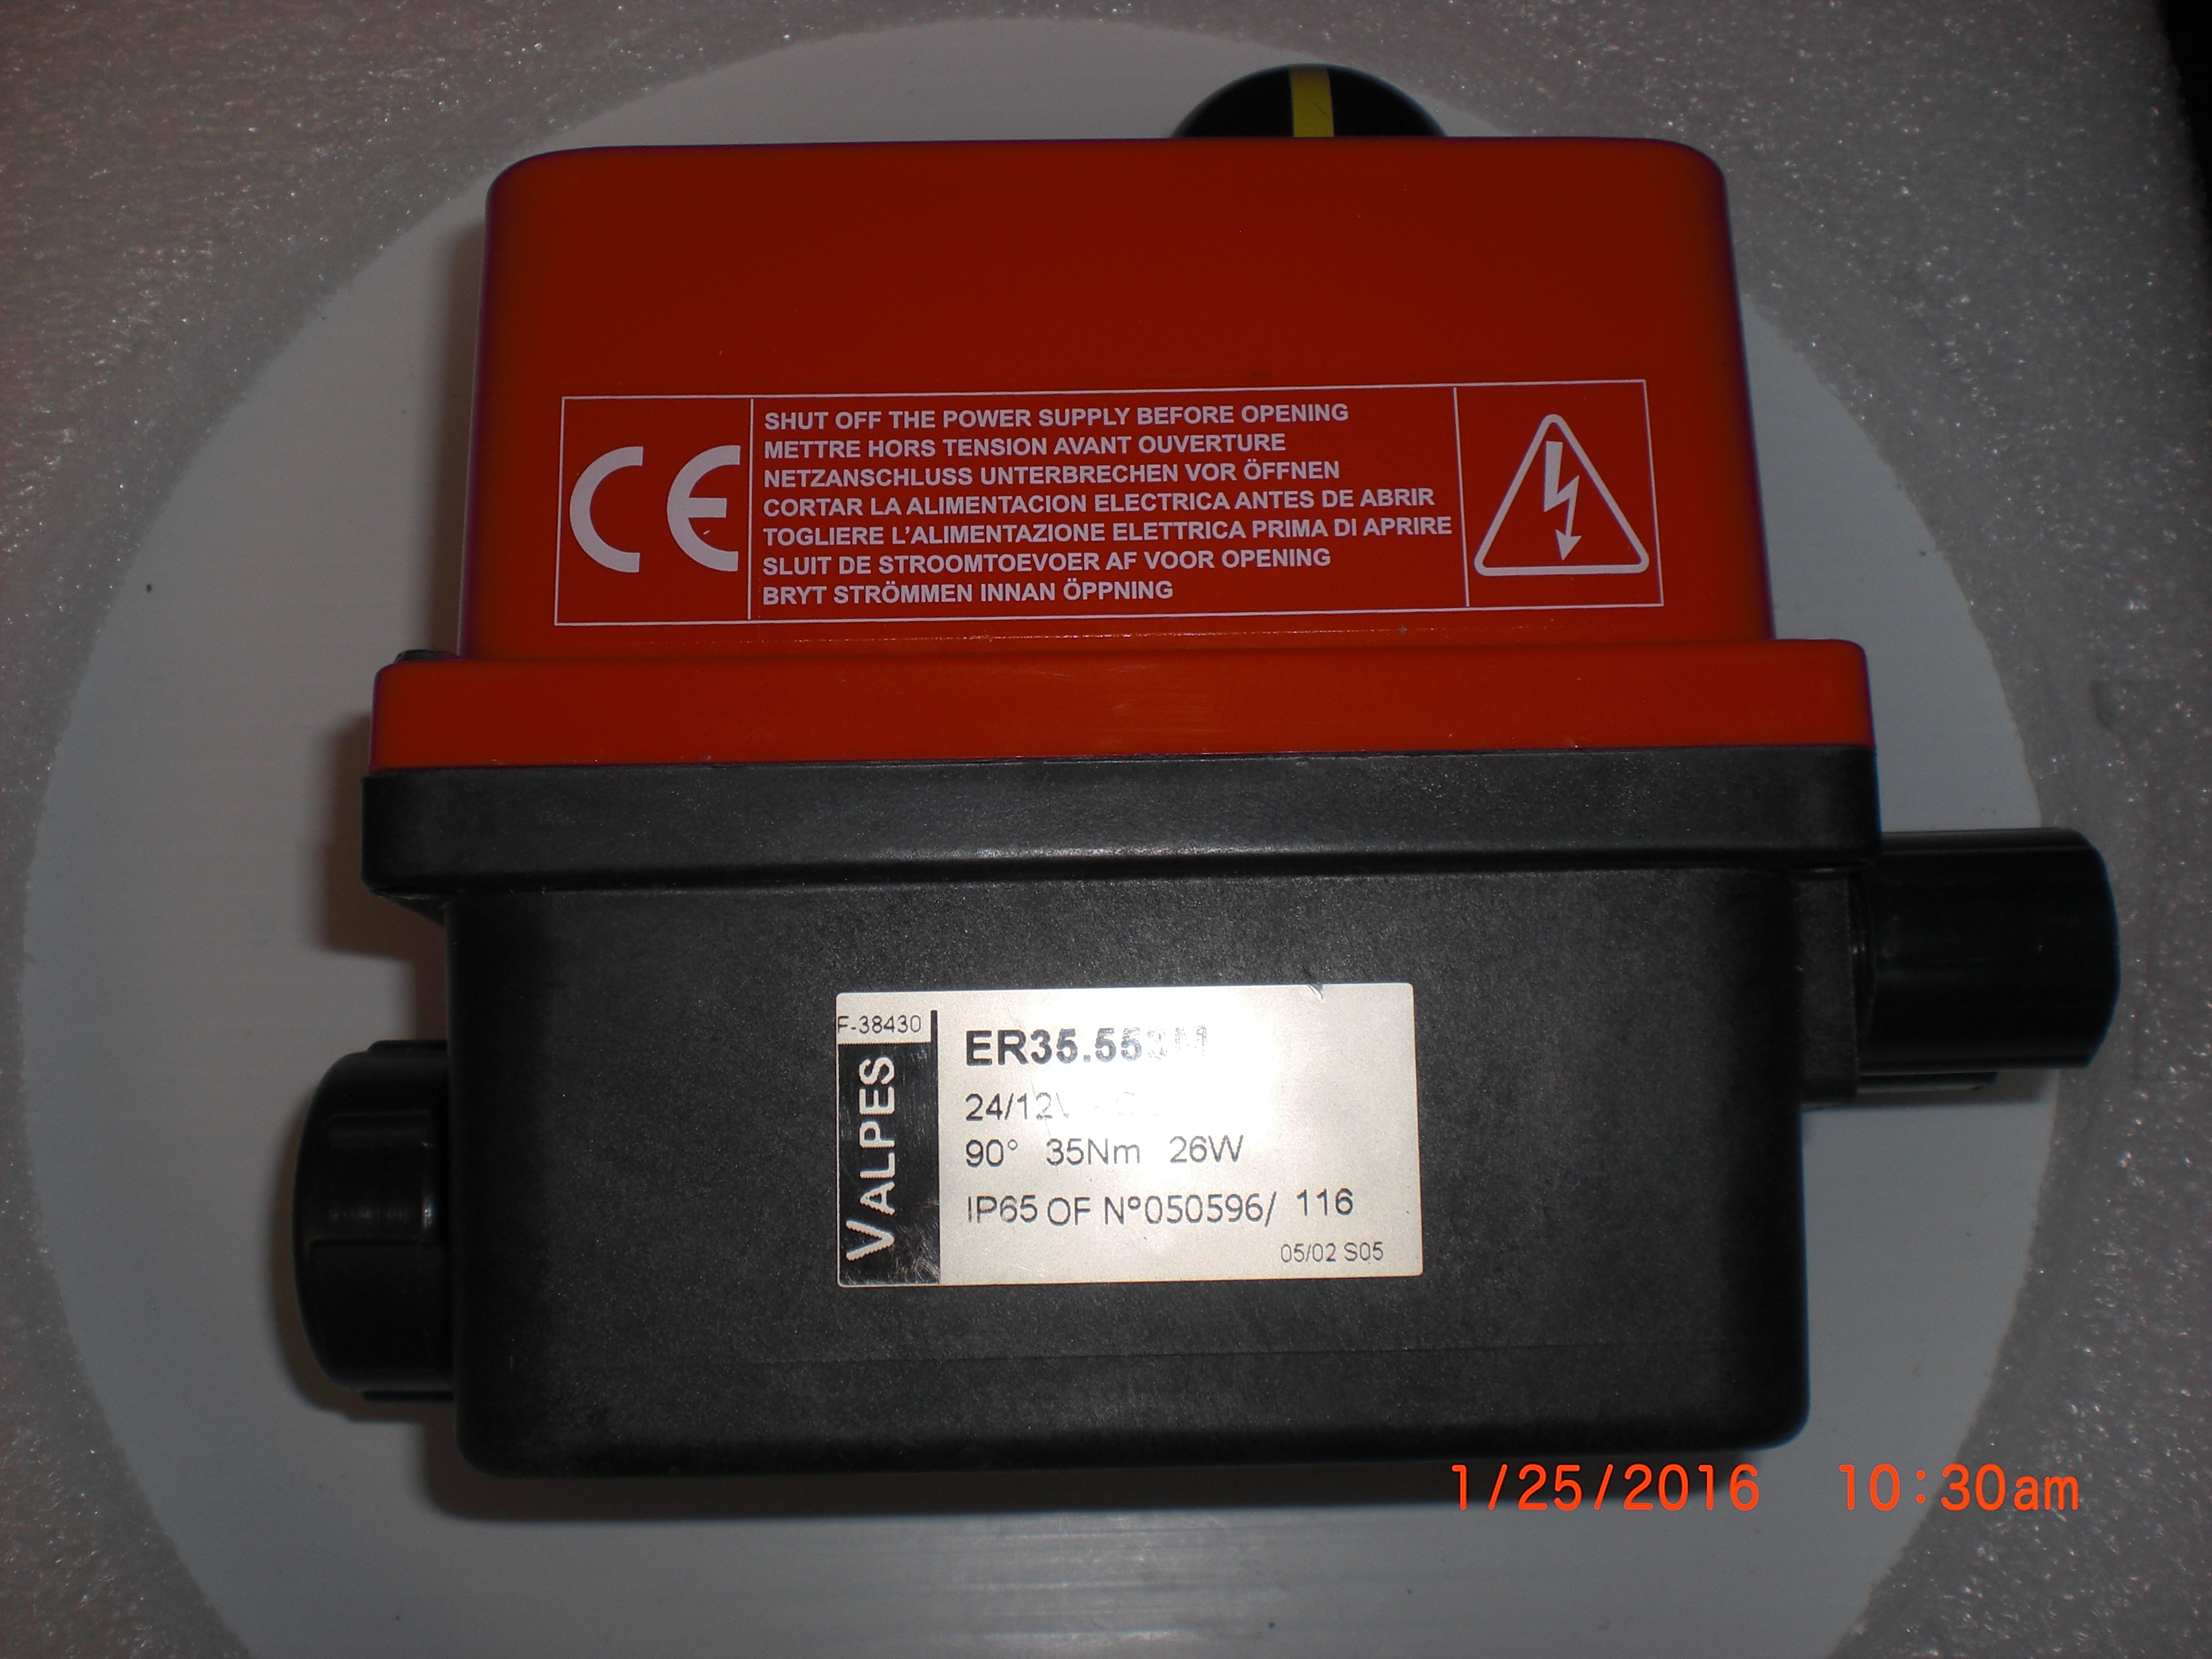 CE
SHUT OFF THE POWER SUPPLY BEFORE OPENING
METTRE HORS TENSION AVANT OUVERTURE
NETZANSCHLUSS UNTERBRECHEN VOR ÖFFNEN
CORTAR LA ALIMENTACION ELECTRICA ANTES DE ABRIR
TOGLIERE L'ALIMENTAZIONE ELETTRICA PRIMA DI APRIRE
SLUIT DE STROOMTOEVOER AF VOOR OPENING
BRYT STRÖMMEN INNAN ÖPPNING
F-38430
VALPES
90° 35Nm 26W
IP65 OF N°050596/ 116
05/02 S05
1/25/2016 10:30am